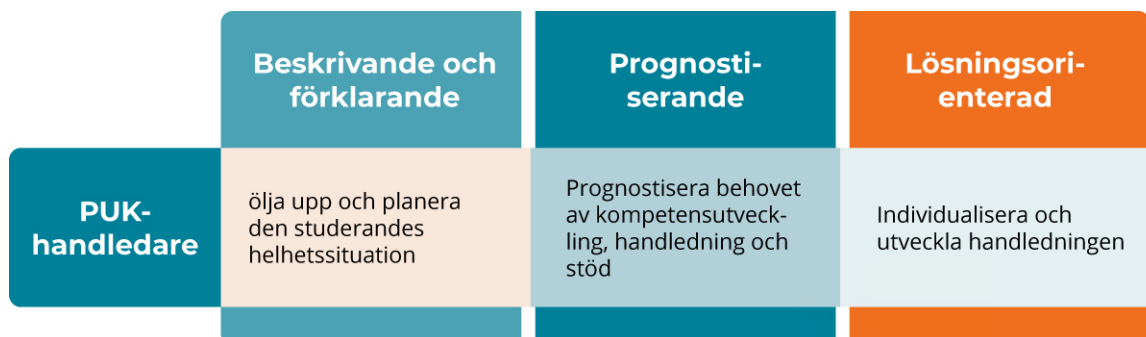 Beskrivande och
förklarande
Prognosti-
serande
Lösningsori-
enterad
PUK-
handledare
ölja upp och planera
den studerandes
helhetssituation
Prognostisera behovet
av kompetensutveck-
ling, handledning och
stöd
Individualisera och
utveckla handledningen